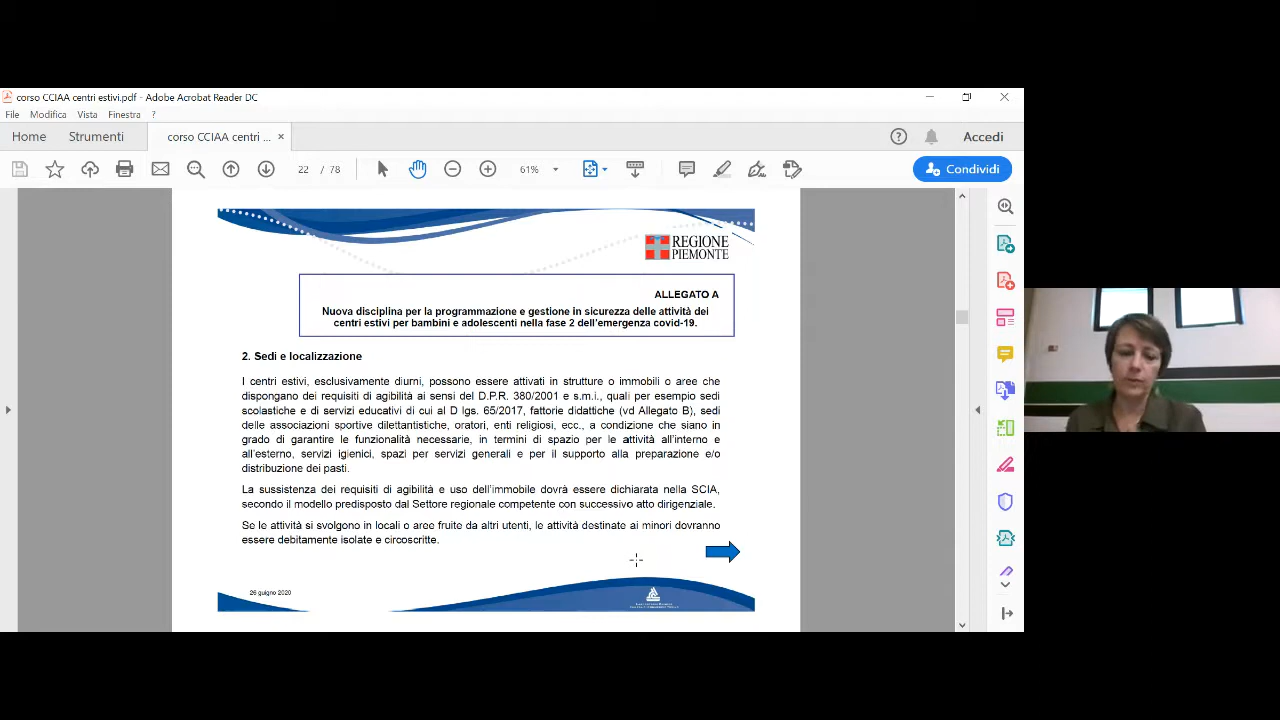 corso CCIAA centri estivi.pdf - Adobe Acrobat Reader DC
File Modifica Vista Finestra ?
Home Strumenti corso CCIAA centri ... × Accedi
22 / 78 61% Condividi
REGIONE
PIEMONTE
ALLEGATO A
Nuova disciplina per la programmazione e gestione in sicurezza delle attività dei
centri estivi per bambini e adolescenti nella fase 2 dell'emergenza covid-19.
2. Sedi e localizzazione
I centri estivi, esclusivamente diurni, possono essere attivati in strutture o immobili o aree che
dispongano dei requisiti di agibilità ai sensi del D.P.R. 380/2001 e s.m.i., quali per esempio sedi
scolastiche e di servizi educativi di cui al D lgs. 65/2017, fattorie didattiche (vd Allegato B), sedi
delle associazioni sportive dilettantistiche, oratori, enti religiosi, ecc., a condizione che siano in
grado di garantire le funzionalità necessarie, in termini di spazio per le attività all'interno e
all'esterno, servizi igienici, spazi per servizi generali e per il supporto alla preparazione e/o
distribuzione dei pasti.
La sussistenza dei requisiti di agibilità e uso dell'immobile dovrà essere dichiarata nella SCIA,
secondo il modello predisposto dal Settore regionale competente con successivo atto dirigenziale.
Se le attività si svolgono in locali o aree fruite da altri utenti, le attività destinate ai minori dovranno
essere debitamente isolate e circoscritte.
26 guigno 2020